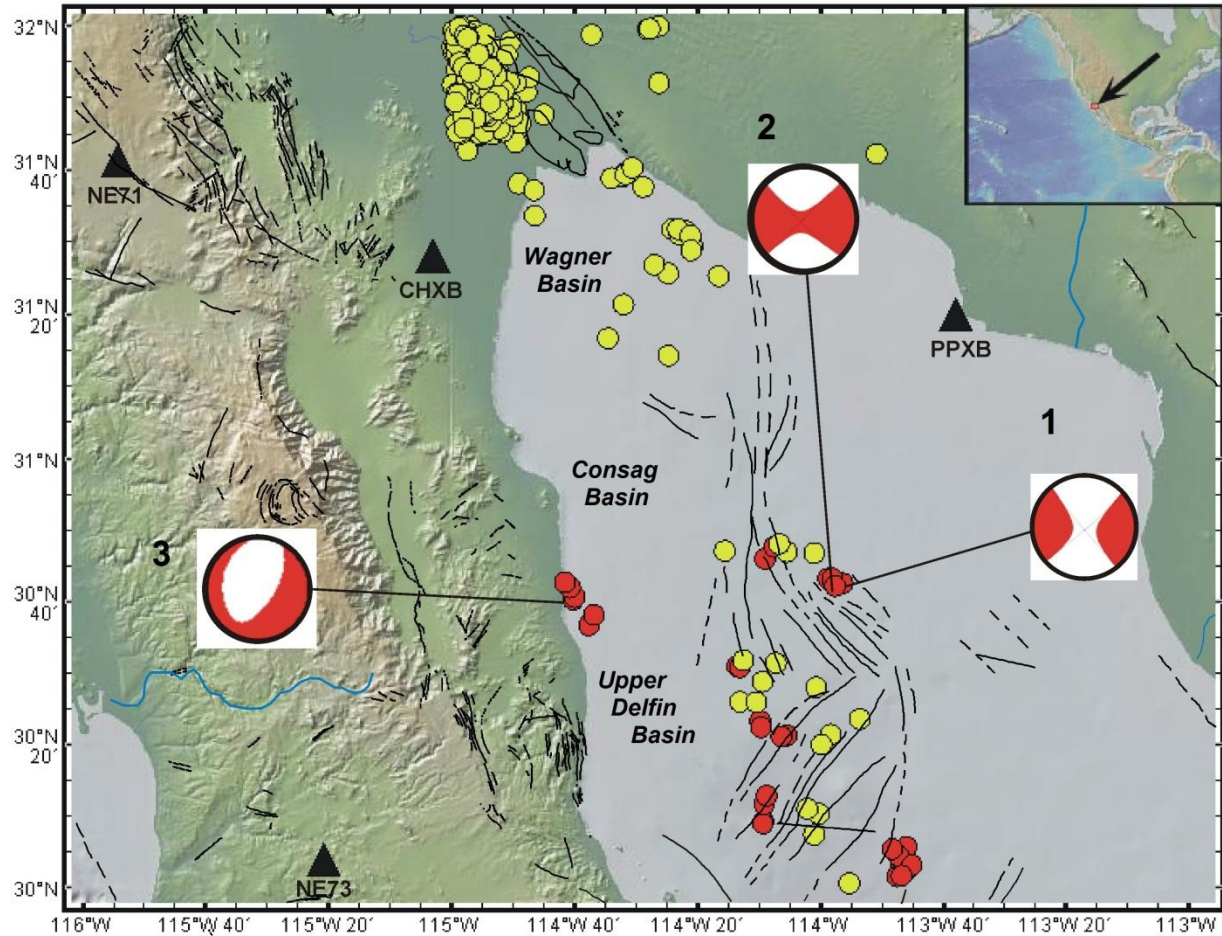 32°N
31°N
40'
31°N
20'
31°N
30°N
40'
30°N
20'
30°N
116°W
115°W
40'
115°W
20'
115°W
114°W
40'
114°W
20'
114°W
113°W
40'
113°W
20'
113°W
2
NE71
CHXB
Wagner
Basin
PPXB
1
Consag
Basin
3
Upper
Delfin
Basin
NE73